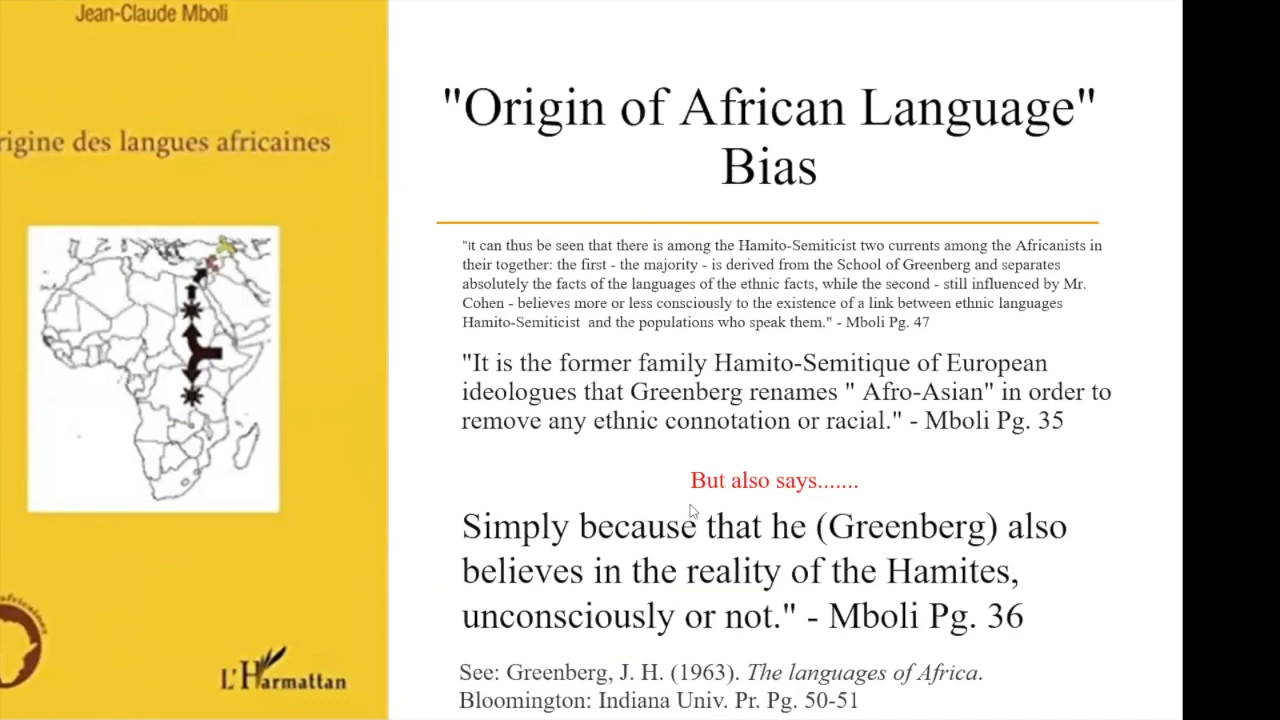 Jean-Claude Mboli
rigine des langues africaines
L'Harmattan
"Origin of African Language"
Bias
"It can thus be seen that there is among the Hamito-Semiticist two currents among the Africanists in
their together: the first - the majority - is derived from the School of Greenberg and separates
absolutely the facts of the languages of the ethnic facts, while the second - still influenced by Mr.
Cohen - believes more or less consciously to the existence of a link between ethnic languages
Hamito-Semiticist and the populations who speak them." - Mboli Pg. 47
"It is the former family Hamito-Semitique of European
ideologues that Greenberg renames " Afro-Asian" in order to
remove any ethnic connotation or racial." - Mboli Pg. 35
But also says.......
Simply because that he (Greenberg) also
believes in the reality of the Hamites,
unconsciously or not." - Mboli Pg. 36
See: Greenberg, J. H. (1963). The languages of Africa.
Bloomington: Indiana Univ. Pr. Pg. 50-51